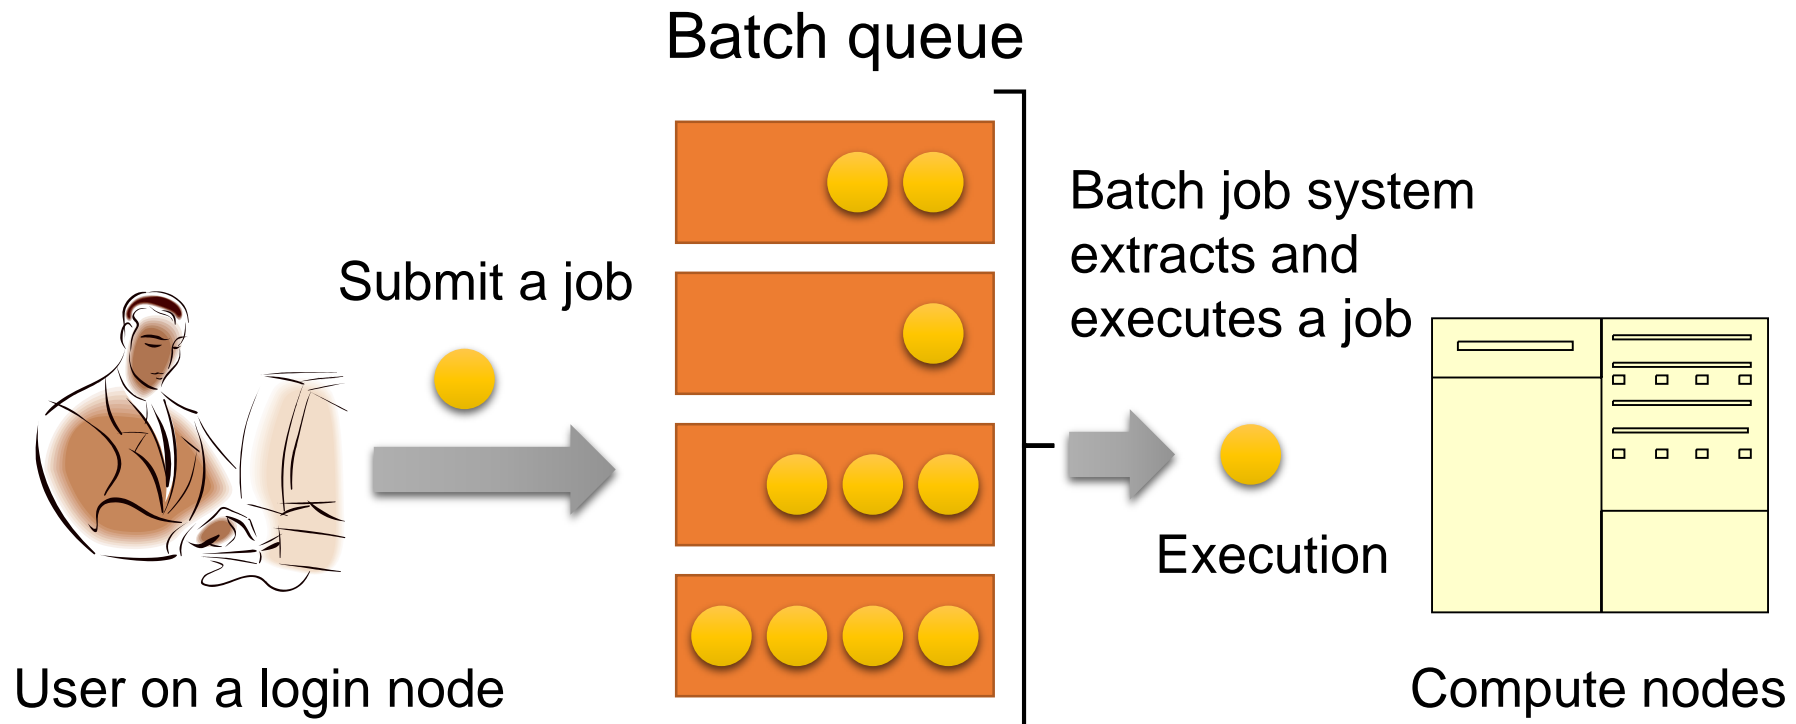 Batch queue
Submit a job
Batch job system
extracts and
executes a job
Execution
User on a login node
Compute nodes